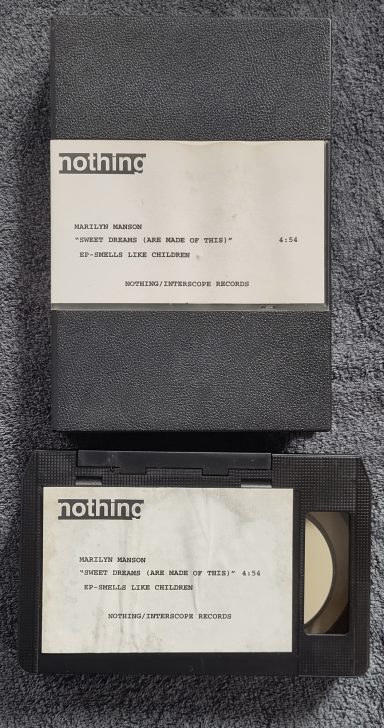 nothing
MARILYN MANSON
"SWEET DREAMS (ARE MADE OF THIS)" 4:54
EP-SMELLS LIKE CHILDREN
NOTHING/INTERSCOPE RECORDS
nothing
MARILYN MANSON
"SWEET DREAMS (ARE MADE OF THIS)" 4:54
EP-SMELLS LIKE CHILDREN
NOTHING/INTERSCOPE RECORDS